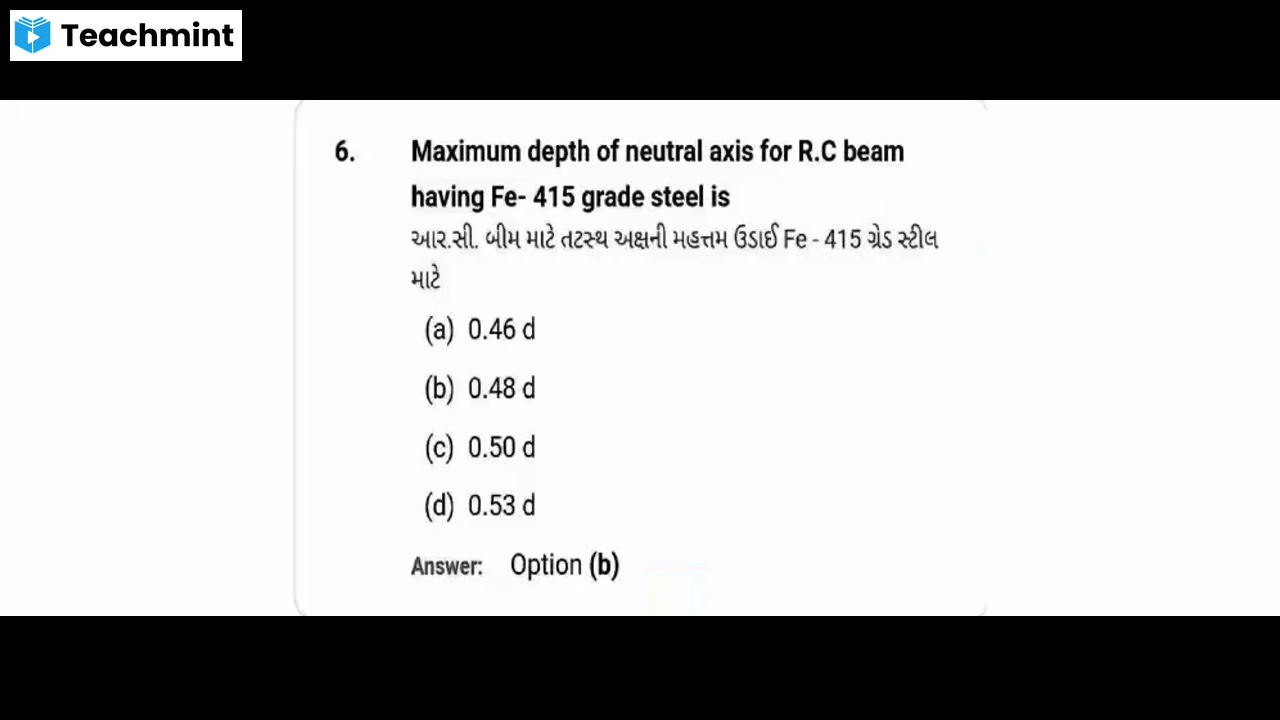 Teachmint
6. Maximum depth of neutral axis for R.C beam
having Fe- 415 grade steel is
આર.સી. બીમ માટે તટસ્થ અક્ષની મહત્તમ ઉડાઈ Fe - 415 ગ્રેડ સ્ટીલ
માટે
(a) 0.46 d
(b) 0.48 d
(c) 0.50 d
(d) 0.53 d
Answer: Option (b)